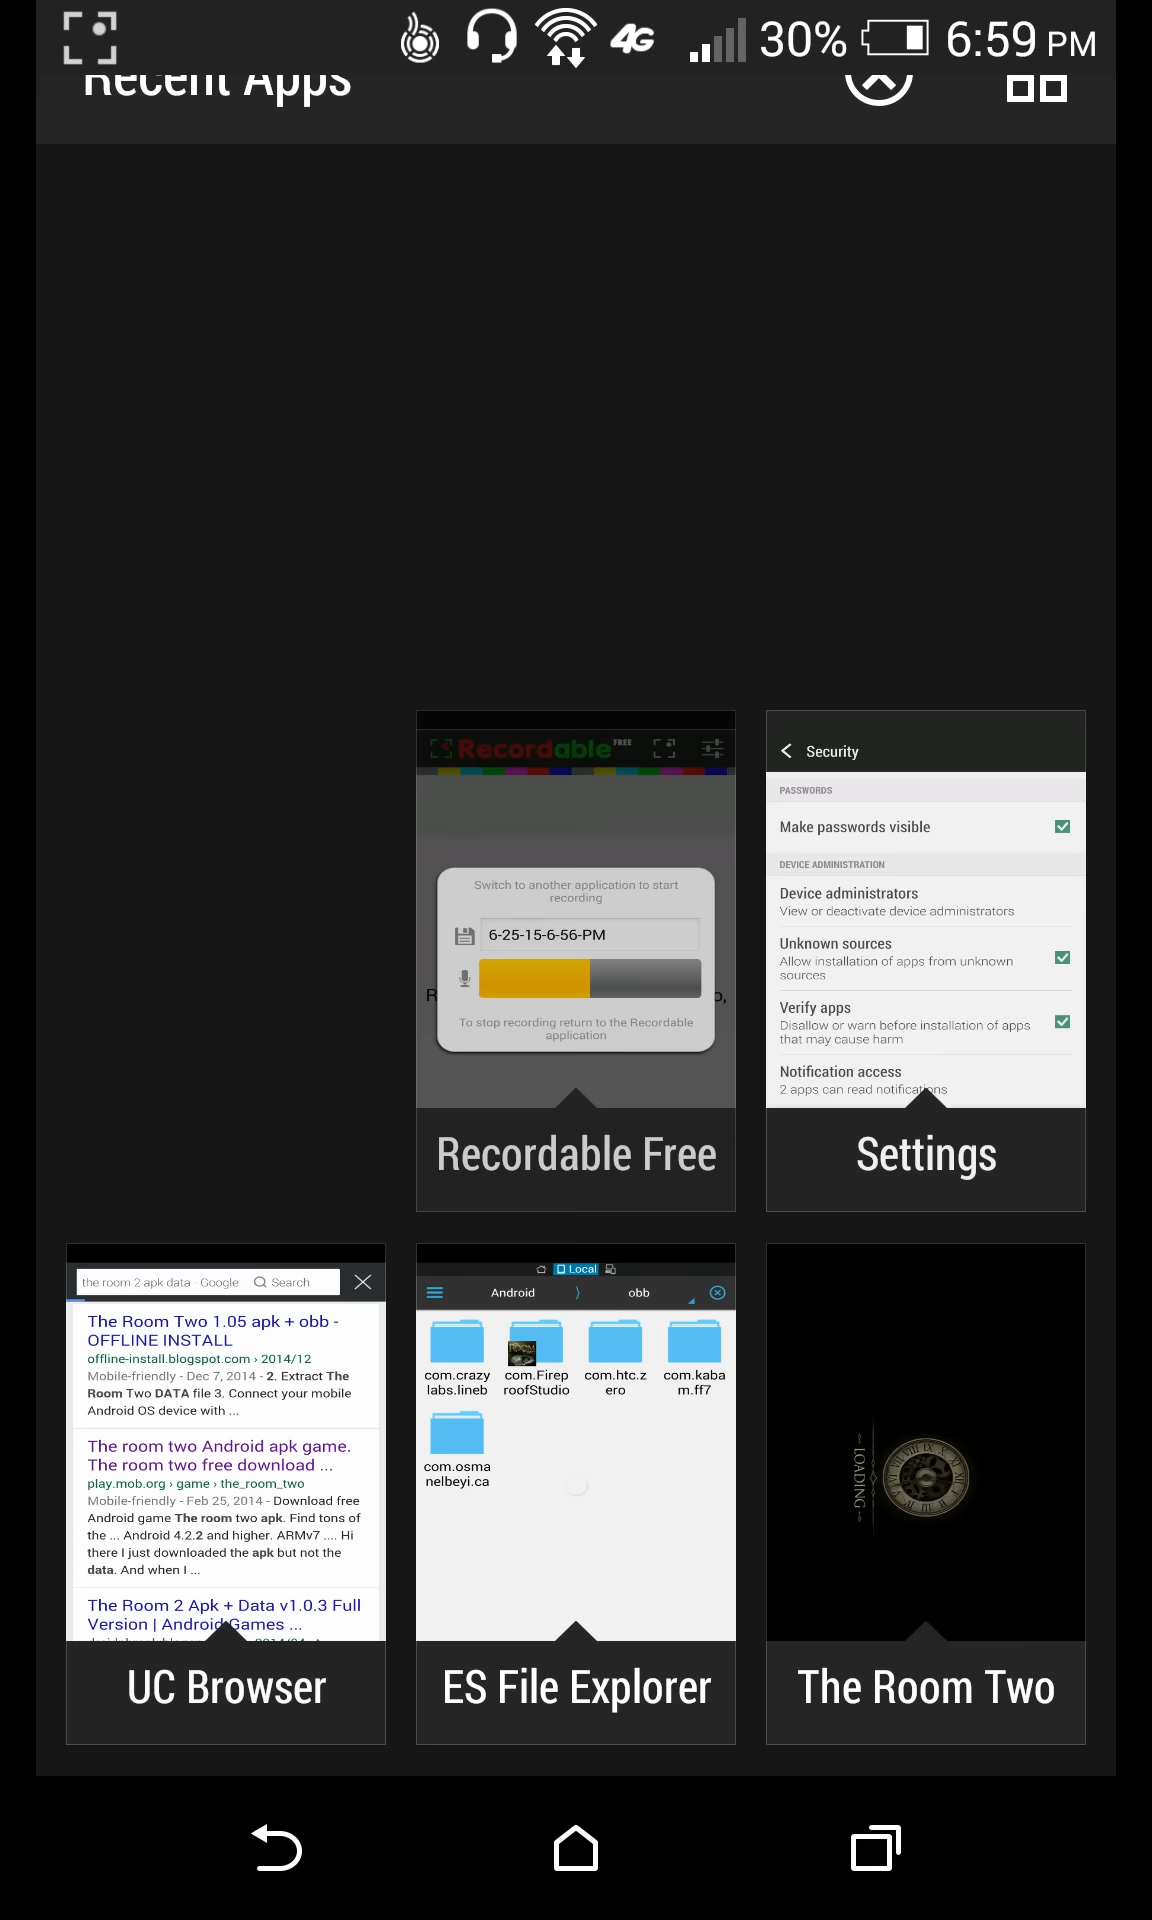 4G 30% 6:59 PM
Recent Apps
Recordable FREE
Switch to another application to start
recording
6-25-15-6-56-PM
R
o,
To stop recording return to the Recordable
application
Recordable Free
Security
PASSWORDS
Make passwords visible
DEVICE ADMINISTRATION
Device administrators
View or deactivate device administrators
Unknown sources
Allow installation of apps from unknown
sources
Verify apps
Disallow or warn before installation of apps
that may cause harm
Notification access
2 apps can read notifications
Settings
the room 2 apk data - Google Search
The Room Two 1.05 apk + obb -
OFFLINE INSTALL
offline-install.blogspot.com › 2014/12
Mobile-friendly - Dec 7, 2014 - 2. Extract The
Room Two DATA file 3. Connect your mobile
Android OS device with ...
The room two Android apk game.
The room two free download ...
play.mob.org › game › the_room_two
Mobile-friendly - Feb 25, 2014 - Download free
Android game The room two apk. Find tons of
the ... Android 4.2.2 and higher. ARMv7 .... Hi
there I just downloaded the apk but not the
data. And when I ...
The Room 2 Apk + Data v1.0.3 Full
Version | Android Games ...
UC Browser
Local
Android 〉 obb
com.crazy
labs.lineb
com.Firep
roofStudio
com.htc.z
ero
com.kaba
m.ff7
com.osma
nelbeyi.ca
ES File Explorer
LOADING
The Room Two